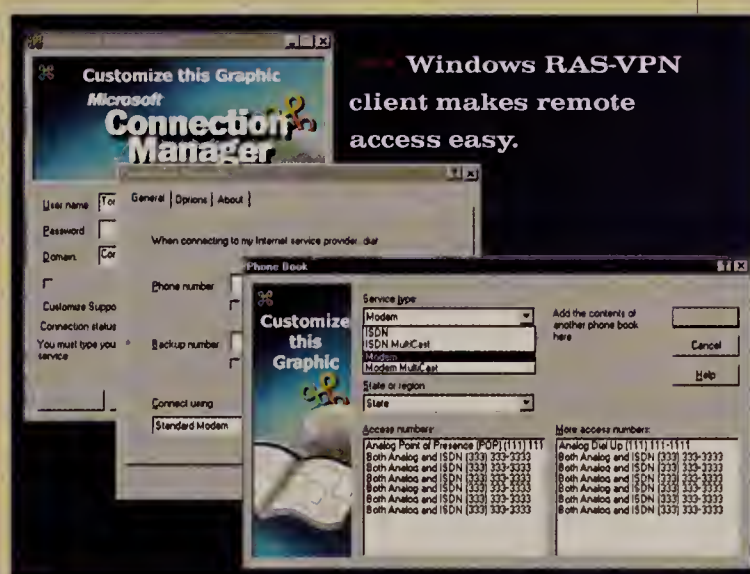 Windows RAS-VPN
client makes remote
access easy.
Customize this Graphic
Microsoft
Connection
Manager
User name
Password
Domain:
Customize Suppo
Connection status
You must type you
service
General
Options
About
When connecting to my Internet service provider, dial
Phone number
Backup number
Connect using
Standard Modem
Phone Book
Customize
this
Graphic
Service type
Modem
ISDN
ISDN MultiCast
Modem
Modem MultiCast
State or region
State
Add the contents of
another phone book
here
Cancel
Help
Access numbers:
Analog Point of Presence (POP) (111) 111
Both Analog and ISDN (333) 333-3333
Both Analog and ISDN (333) 333-3333
Both Analog and ISDN (333) 333-3333
Both Analog and ISDN (333) 333-3333
Both Analog and ISDN (333) 333-3333
Both Analog and ISDN (333) 333-3333
More access numbers:
Analog Dial Up (111) 111-1111
Both Analog and ISDN (333) 333-3333
Both Analog and ISDN (333) 333-3333
Both Analog and ISDN (333) 333-3333
Both Analog and ISDN (333) 333-3333
Both Analog and ISDN (333) 333-3333
Both Analog and ISDN (333) 333-3333